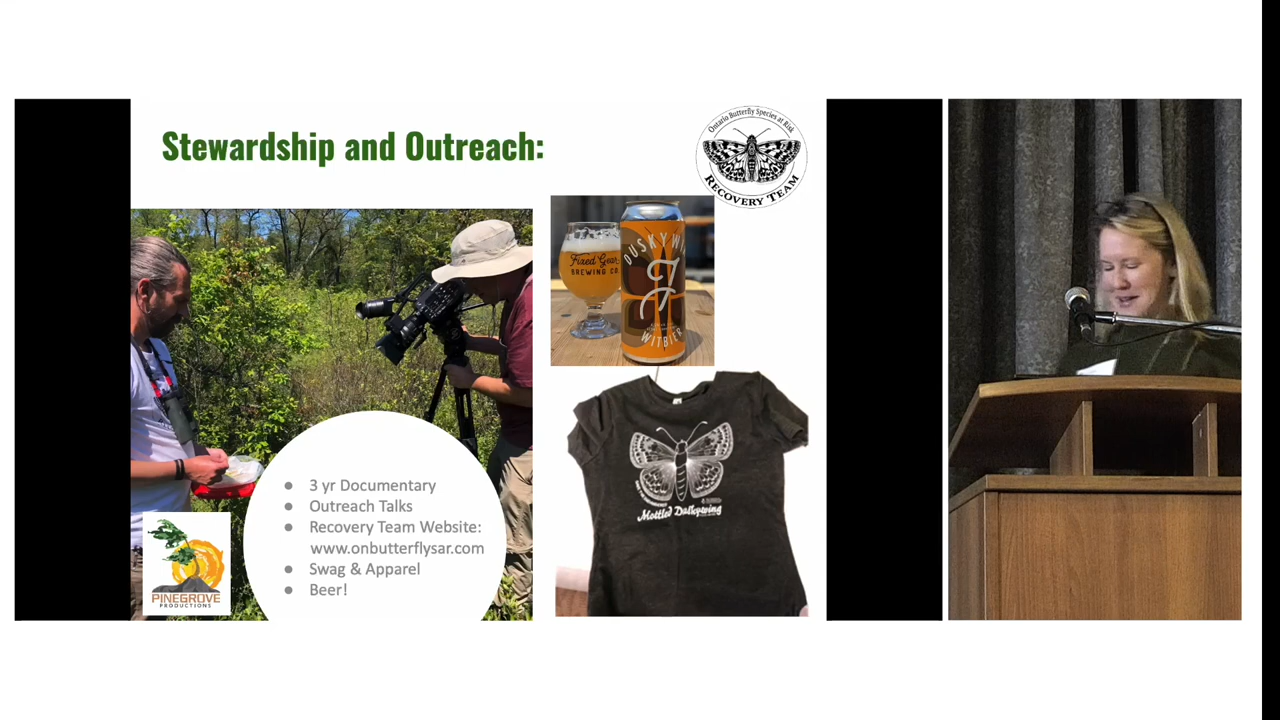 Stewardship and Outreach:
Ontario Butterfly Species at Risk
RECOVERY TEAM
Fixed Gear
BREWING CO
DUSKYWI
WITBIER
3 yr Documentary
Outreach Talks
Recovery Team Website:
www.onbutterflysar.com
Swag & Apparel
Beer!
PINEGROVE
PRODUCTIONS
Mottled Duskywing